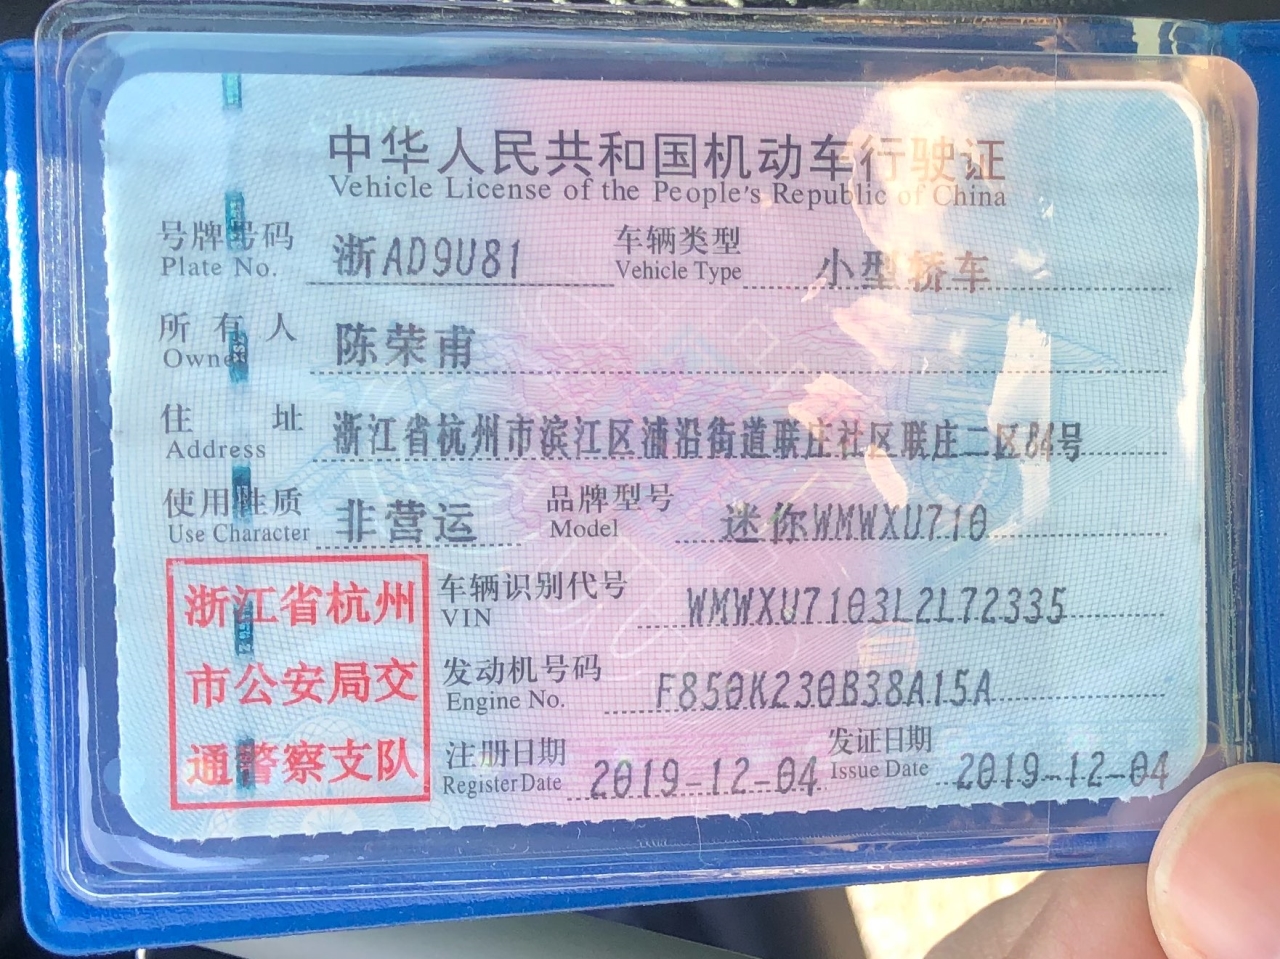 中华人民共和国机动车行驶证
Vehicle License of the People's Republic of China
号牌号码 浙AD9U81 车辆类型 小型轿车
Plate No. Vehicle Type
所有人 陈荣甫
Owner
住址 浙江省杭州市滨江区浦沿街道联庄社区联庄二区84号
Address
使用性质 非营运 品牌型号 迷你WMWXU710
Use Character Model
浙江省杭州
市公安局交
通警察支队
车辆识别代号 WMWXU7103L2L72335
VIN
发动机号码 F850K230B38A15A
Engine No.
注册日期 2019-12-04 发证日期 2019-12-04
Register Date Issue Date